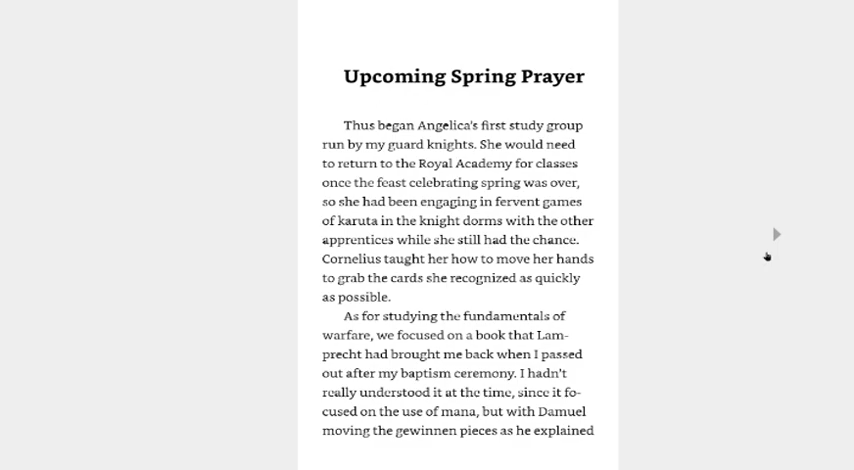 Upcoming Spring Prayer
Thus began Angelica's first study group
run by my guard knights. She would need
to return to the Royal Academy for classes
once the feast celebrating spring was over,
so she had been engaging in fervent games
of karuta in the knight dorms with the other
apprentices while she still had the chance.
Cornelius taught her how to move her hands
to grab the cards she recognized as quickly
as possible.
As for studying the fundamentals of
warfare, we focused on a book that Lam-
precht had brought me back when I passed
out after my baptism ceremony. I hadn't
really understood it at the time, since it fo-
cused on the use of mana, but with Damuel
moving the gewinnen pieces as he explained